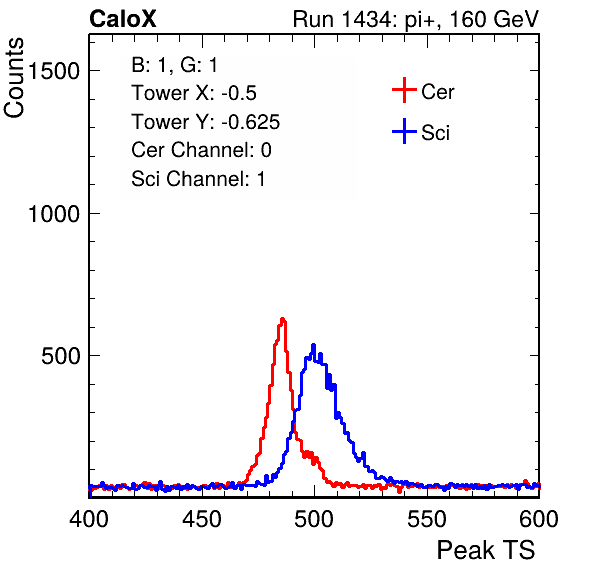 CaloX Run 1434: pi+, 160 GeV
Counts
1500
1000
500
B: 1, G: 1
Tower X: -0.5
Tower Y: -0.625
Cer Channel: 0
Sci Channel: 1
Cer
Sci
400 450 500 550 600
Peak TS